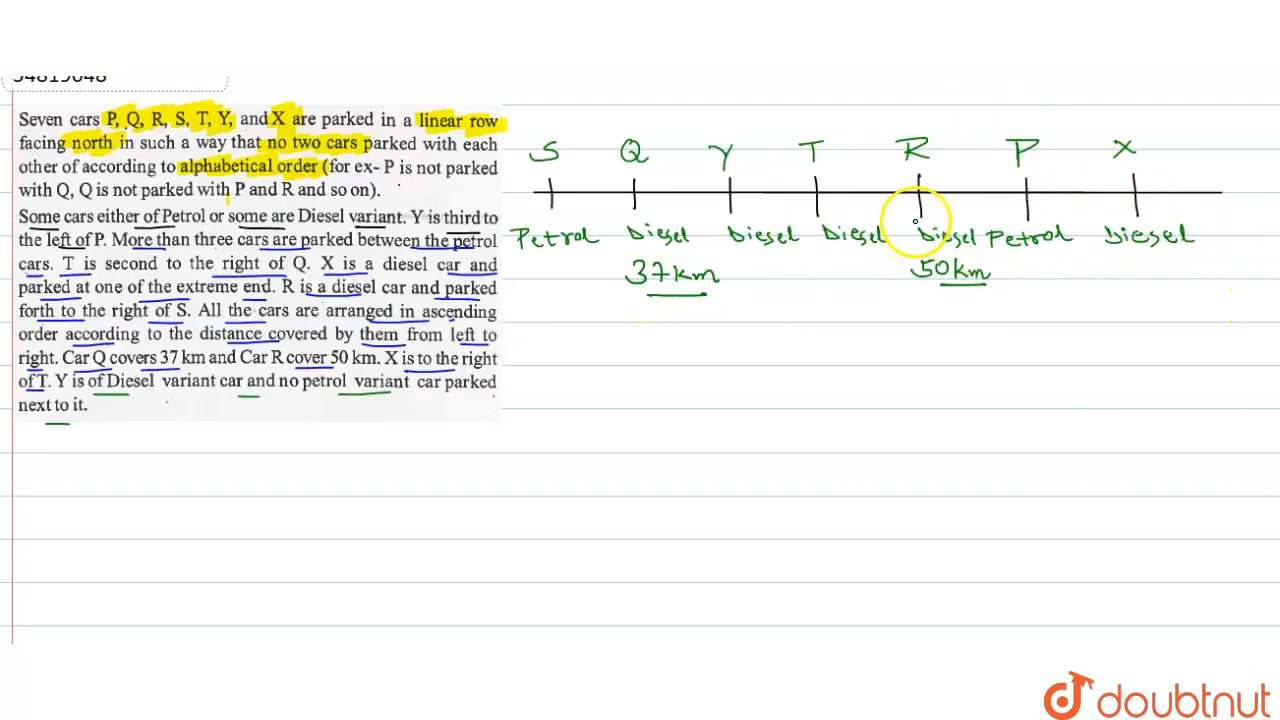 54819648
Seven cars P, Q, R, S, T, Y, and X are parked in a linear row
facing north in such a way that no two cars parked with each
other of according to alphabetical order (for ex- P is not parked
with Q, Q is not parked with P and R and so on).
Some cars either of Petrol or some are Diesel variant. Y is third to
the left of P. More than three cars are parked between the petrol
cars. T is second to the right of Q. X is a diesel car and
parked at one of the extreme end. R is a diesel car and parked
forth to the right of S. All the cars are arranged in ascending
order according to the distance covered by them from left to
right. Car Q covers 37 km and Car R cover 50 km. X is to the right
of T. Y is of Diesel variant car and no petrol variant car parked
next to it.
S Q Y T R P X
Petrol Diesel Diesel Diesel Diesel Petrol Diesel
37km 50km
doubtnut